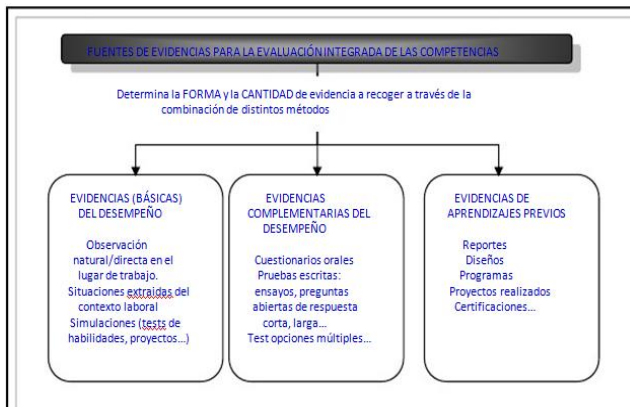 FUENTES DE EVIDENCIAS PARA LA EVALUACIÓN INTEGRADA DE LAS COMPETENCIAS
Determina la FORMA y la CANTIDAD de evidencia a recoger a través de la
combinación de distintos métodos
EVIDENCIAS (BÁSICAS)
DEL DESEMPEÑO
Observación
natural/directa en el
lugar de trabajo.
Situaciones extraidas del
contexto laboral
Simulaciones (tests de
habilidades, proyectos...)
EVIDENCIAS
COMPLEMENTARIAS DEL
DESEMPEÑO
Cuestionarios orales
Pruebas escritas:
ensayos, preguntas
abiertas de respuesta
corta, larga...
Test opciones múltiples...
EVIDENCIAS DE
APRENDIZAJES PREVIOS
Reportes
Diseños
Programas
Proyectos realizados
Certificaciones...